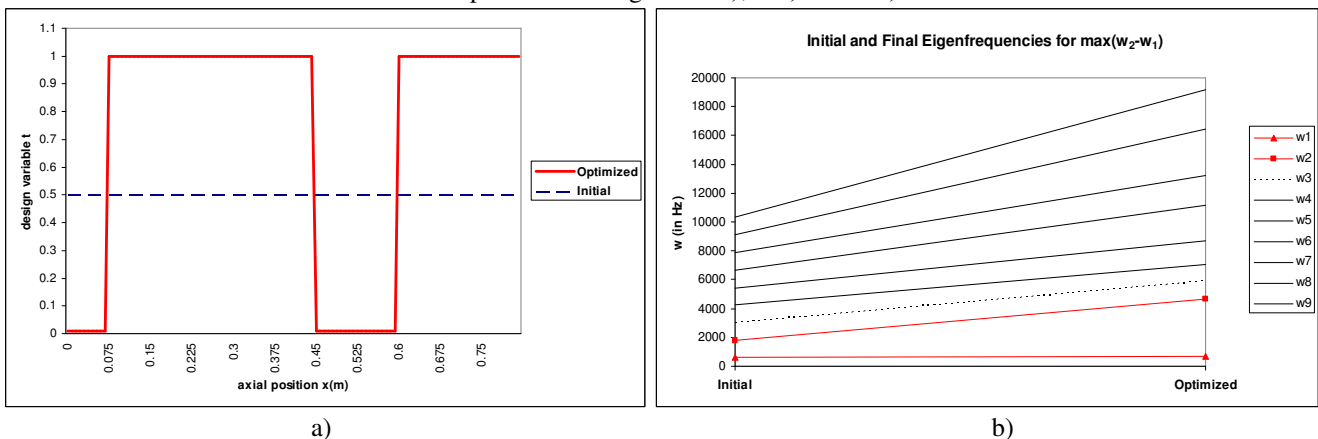 1.1
1
0.9
0.8
0.7
0.6
0.5
0.4
0.3
0.2
0.1
0
design variable t
0
0.075
0.15
0.225
0.3
0.375
0.45
0.525
0.6
0.675
0.75
axial position x(m)
Optimized
Initial
a)
Initial and Final Eigenfrequencies for max(w2-w1)
20000
18000
16000
14000
12000
10000
8000
6000
4000
2000
0
w (in Hz)
Initial
Optimized
w1
w2
w3
w4
w5
w6
w7
w8
w9
b)